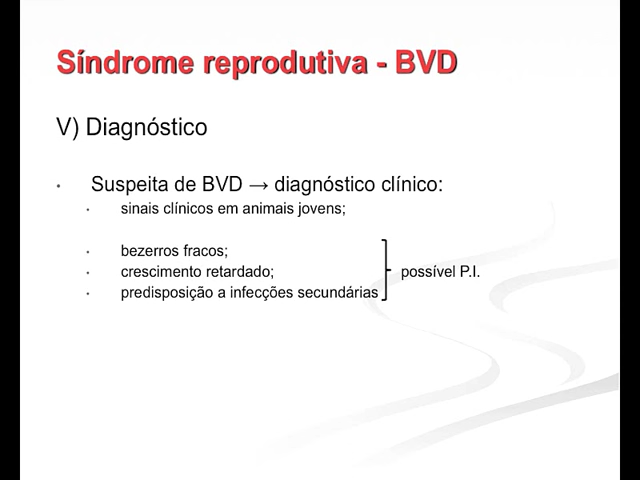 Síndrome reprodutiva - BVD
V) Diagnóstico
• Suspeita de BVD → diagnóstico clínico:
• sinais clínicos em animais jovens;
• bezerros fracos;
• crescimento retardado; possível P.I.
• predisposição a infecções secundárias